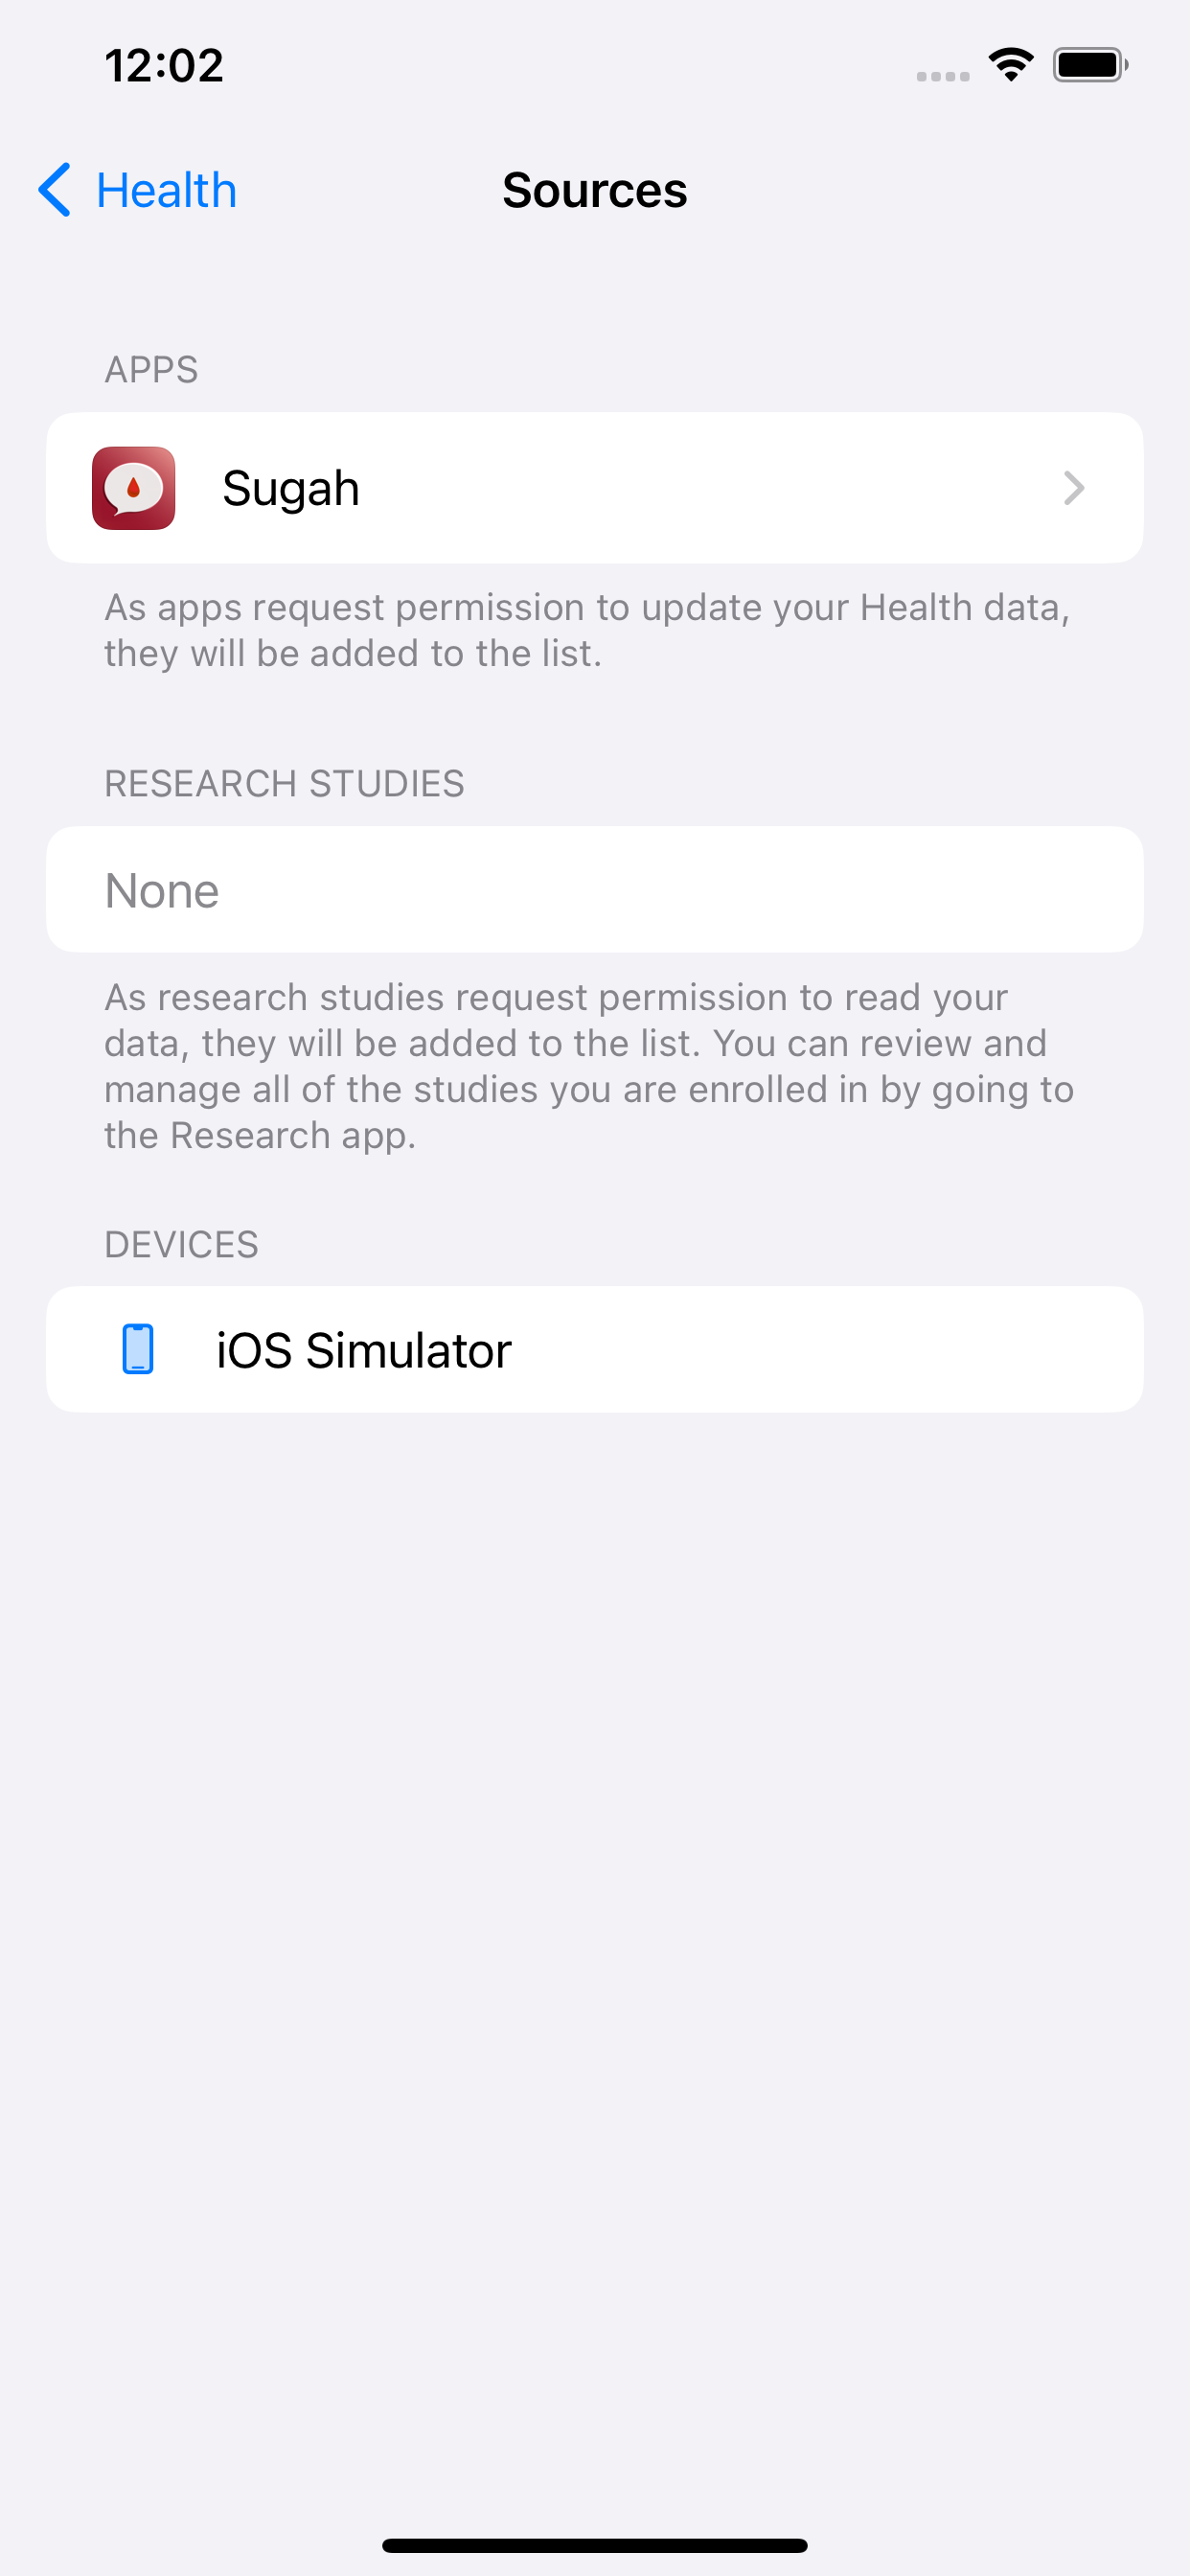 12:02
Health
Sources
APPS
Sugah
As apps request permission to update your Health data,
they will be added to the list.
RESEARCH STUDIES
None
As research studies request permission to read your
data, they will be added to the list. You can review and
manage all of the studies you are enrolled in by going to
the Research app.
DEVICES
iOS Simulator